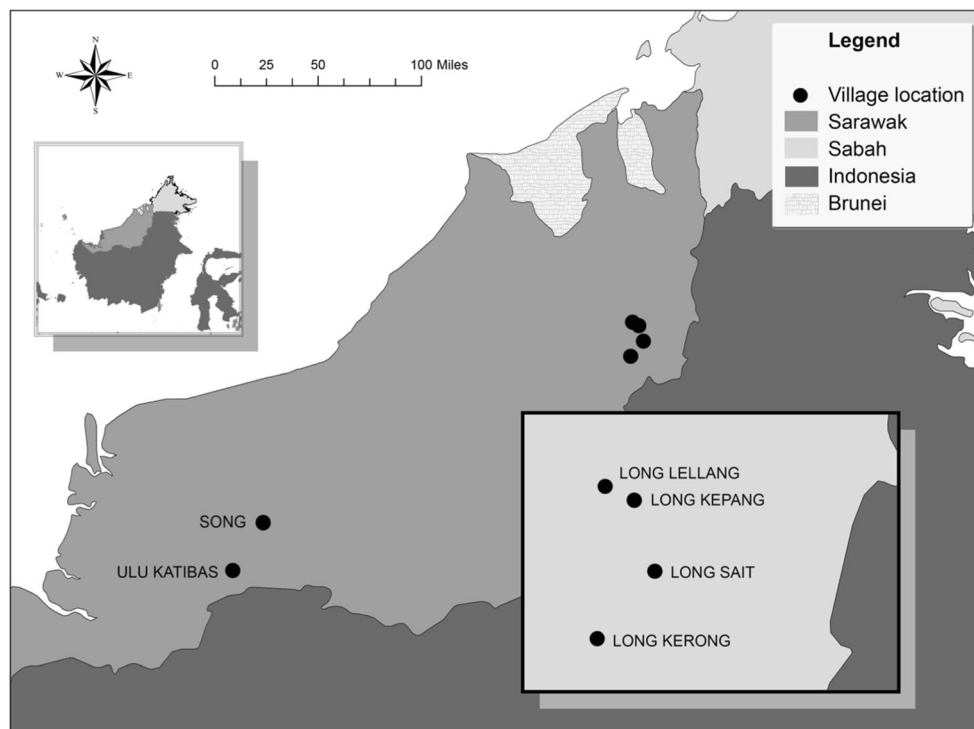 N
W E
S
0 25 50 100 Miles
Legend
Village location
Sarawak
Sabah
Indonesia
Brunei
SONG
ULU KATIBAS
LONG LELLANG
LONG KEPANG
LONG SAIT
LONG KERONG